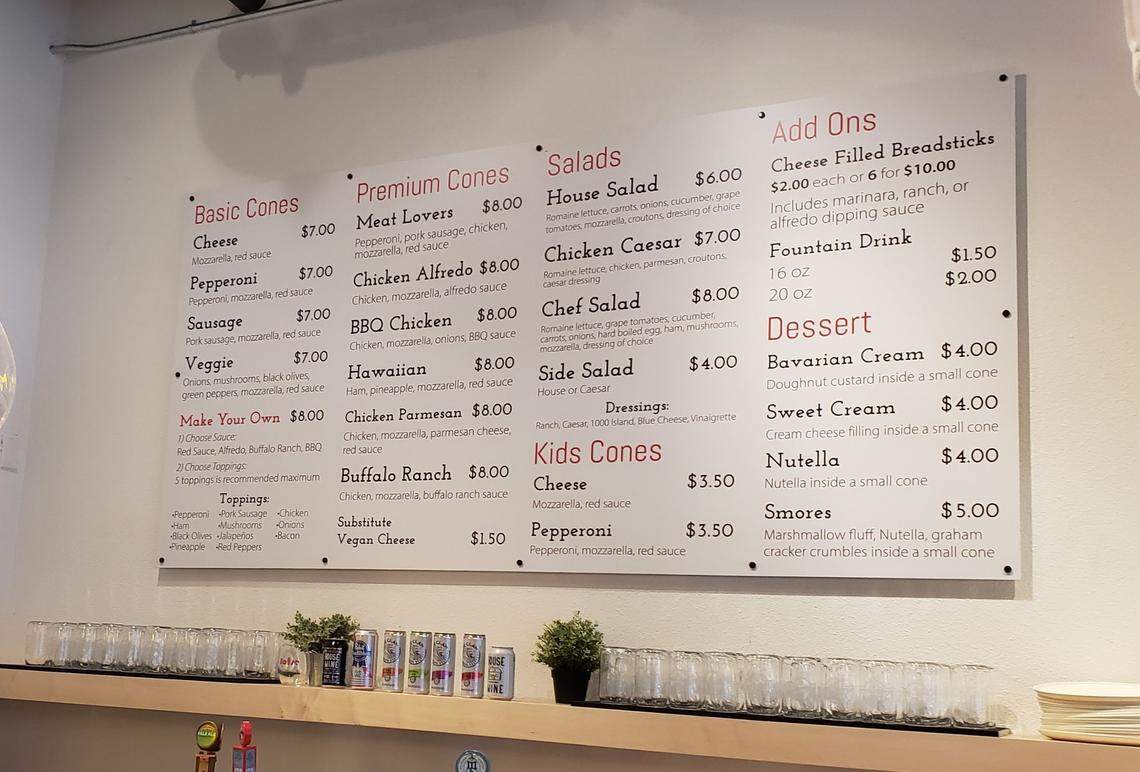 Basic Cones
Cheese $7.00
Mozzarella, red sauce
Pepperoni $7.00
Pepperoni, mozzarella, red sauce
Sausage $7.00
Pork sausage, mozzarella, red sauce
Veggie $7.00
Onions, mushrooms, black olives,
green peppers, mozzarella, red sauce
Make Your Own $8.00
1) Choose Sauce:
Red Sauce, Alfredo, Buffalo Ranch, BBQ
2) Choose Toppings:
5 toppings is recommended maximum
Toppings:
•Pepperoni •Pork Sausage •Chicken
•Ham •Mushrooms •Onions
•Black Olives •Jalapeños •Bacon
•Pineapple •Red Peppers
Premium Cones
Meat Lovers $8.00
Pepperoni, pork sausage, chicken,
mozzarella, red sauce
Chicken Alfredo $8.00
Chicken, mozzarella, alfredo sauce
BBQ Chicken $8.00
Chicken, mozzarella, onions, BBQ sauce
Hawaiian $8.00
Ham, pineapple, mozzarella, red sauce
Chicken Parmesan $8.00
Chicken, mozzarella, parmesan cheese,
red sauce
Buffalo Ranch $8.00
Chicken, mozzarella, buffalo ranch sauce
Substitute
Vegan Cheese $1.50
Salads
House Salad $6.00
Romaine lettuce, carrots, onions, cucumber, grape
tomatoes, mozzarella, croutons, dressing of choice
Chicken Caesar $7.00
Romaine lettuce, chicken, parmesan, croutons,
caesar dressing
Chef Salad $8.00
Romaine lettuce, grape tomatoes, cucumber,
carrots, onions, hard boiled egg, ham, mushrooms,
mozzarella, dressing of choice
Side Salad $4.00
House or Caesar
Dressings:
Ranch, Caesar, 1000 Island, Blue Cheese, Vinaigrette
Kids Cones
Cheese $3.50
Mozzarella, red sauce
Pepperoni $3.50
Pepperoni, mozzarella, red sauce
Add Ons
Cheese Filled Breadsticks
$2.00 each or 6 for $10.00
Includes marinara, ranch, or
alfredo dipping sauce
Fountain Drink
16 oz $1.50
20 oz $2.00
Dessert
Bavarian Cream $4.00
Doughnut custard inside a small cone
Sweet Cream $4.00
Cream cheese filling inside a small cone
Nutella $4.00
Nutella inside a small cone
Smores $5.00
Marshmallow fluff, Nutella, graham
cracker crumbles inside a small cone
HOUSE
WINE
HOUSE
WINE
PALE ALE